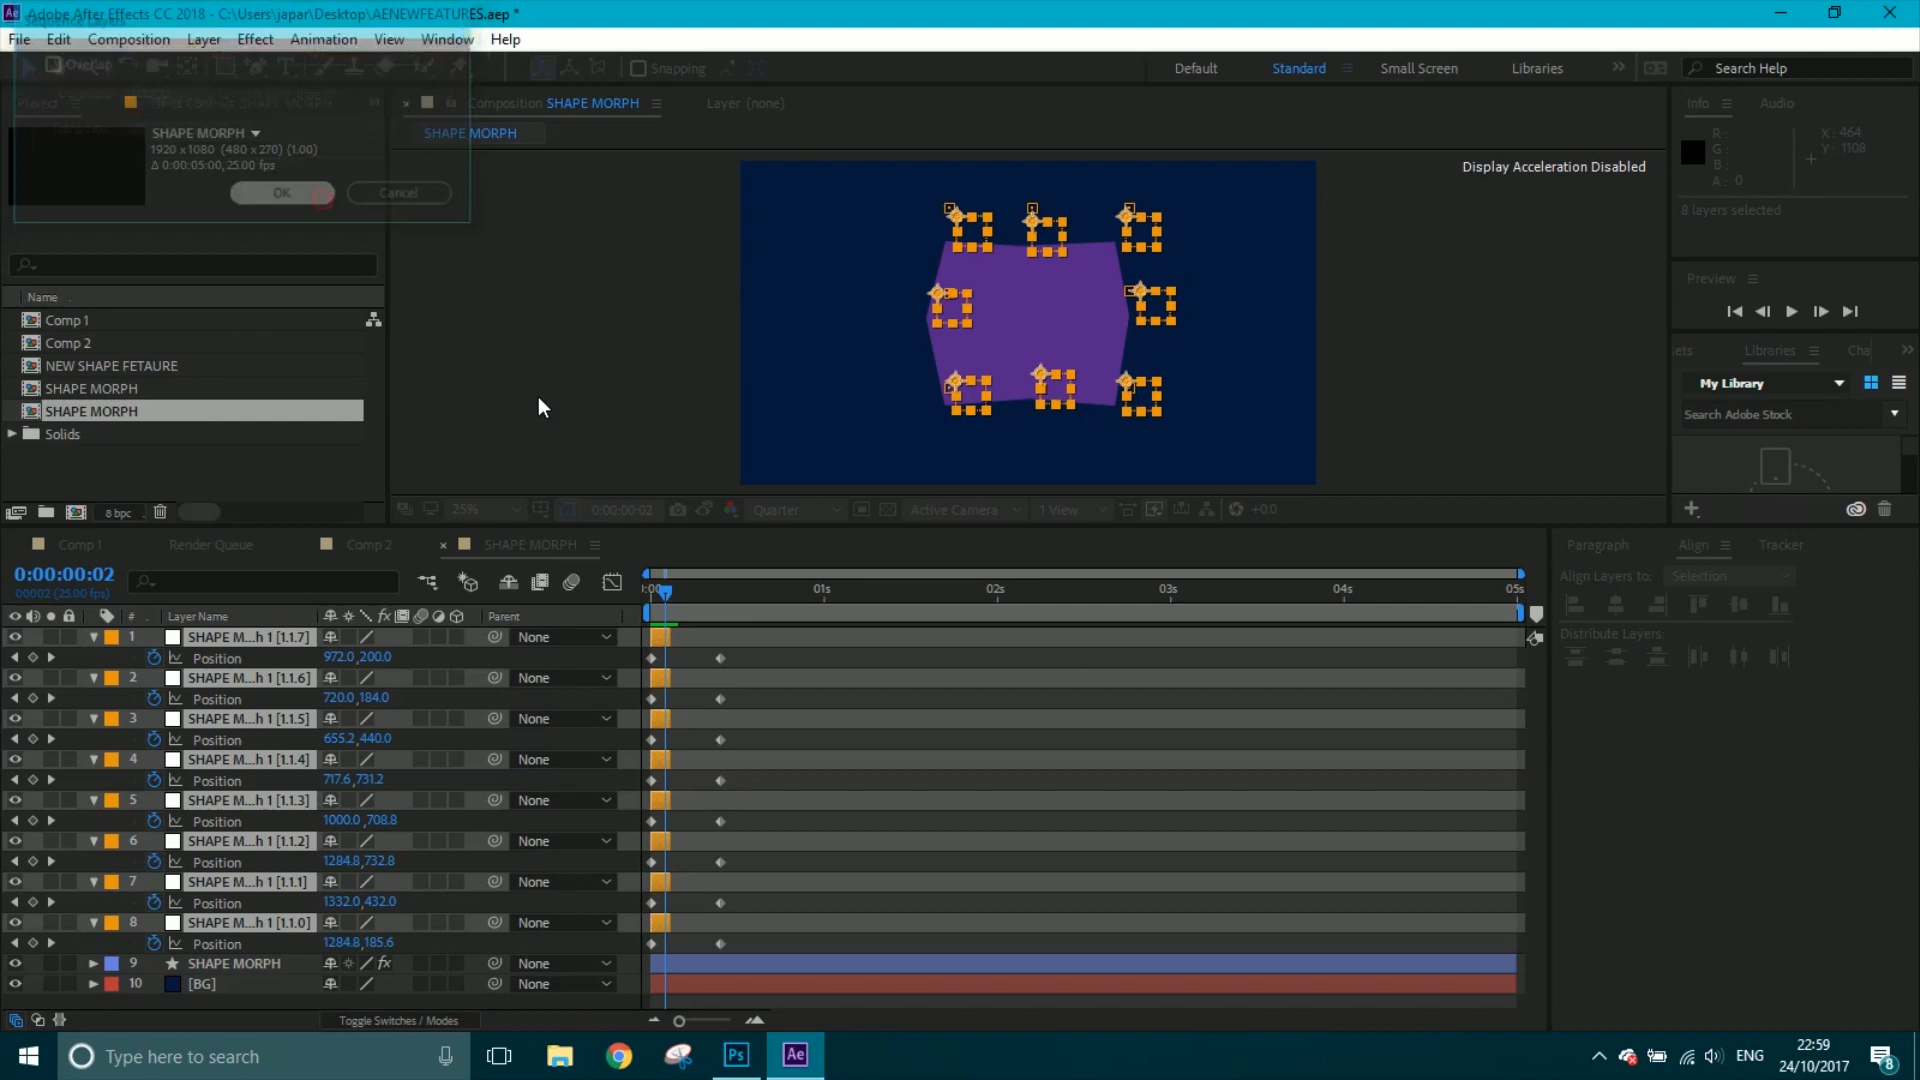 Adobe After Effects CC 2018 - C:\Users\japar\Desktop\AENEWFEATURES.aep *
Sequence Layers
File Edit Composition Layer Effect Animation View Window Help
Overlap
Snapping
Default Standard Small Screen Libraries Search Help
Project
Composition SHAPE MORPH
Layer (none)
Info Audio
SHAPE MORPH
SHAPE MORPH
1920 x 1080 (480 x 270) (1.00)
Δ 0:00:05:00, 25.00 fps
OK Cancel
Display Acceleration Disabled
R:
G:
B:
A: 0
X: 464
Y: 1108
8 layers selected
Preview
Name
Comp 1
Comp 2
NEW SHAPE FETAURE
SHAPE MORPH
SHAPE MORPH
Solids
Libraries
My Library
Search Adobe Stock
8 bpc
25% 0:00:00:02 Quarter Active Camera 1 View +0.0
Comp 1 Render Queue Comp 2 SHAPE MORPH
Paragraph Align Tracker
0:00:00:02
00002 (25.00 fps)
Align Layers to: Selection
01s 02s 03s 04s 05s
# Layer Name Parent
Distribute Layers:
1 SHAPE M...h 1 [1.1.7] None
Position 972.0, 200.0
2 SHAPE M...h 1 [1.1.6] None
Position 720.0, 184.0
3 SHAPE M...h 1 [1.1.5] None
Position 655.2, 440.0
4 SHAPE M...h 1 [1.1.4] None
Position 717.6, 731.2
5 SHAPE M...h 1 [1.1.3] None
Position 1000.0, 708.8
6 SHAPE M...h 1 [1.1.2] None
Position 1284.8, 732.8
7 SHAPE M...h 1 [1.1.1] None
Position 1332.0, 432.0
8 SHAPE M...h 1 [1.1.0] None
Position 1284.8, 185.6
9 SHAPE MORPH fx None
10 [BG] None
Toggle Switches / Modes
Type here to search
Ps Ae
ENG
22:59
24/10/2017
8